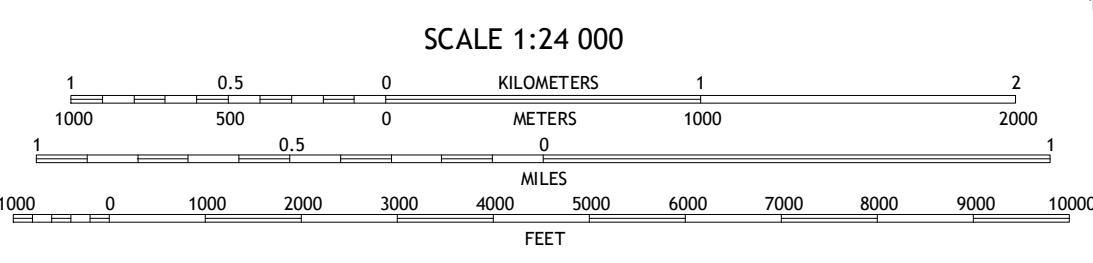 SCALE 1:24 000
1 0.5 0 KILOMETERS 1 2
1000 500 0 METERS 1000 2000
1 0.5 0 1
MILES
1000 0 1000 2000 3000 4000 5000 6000 7000 8000 9000 10000
FEET